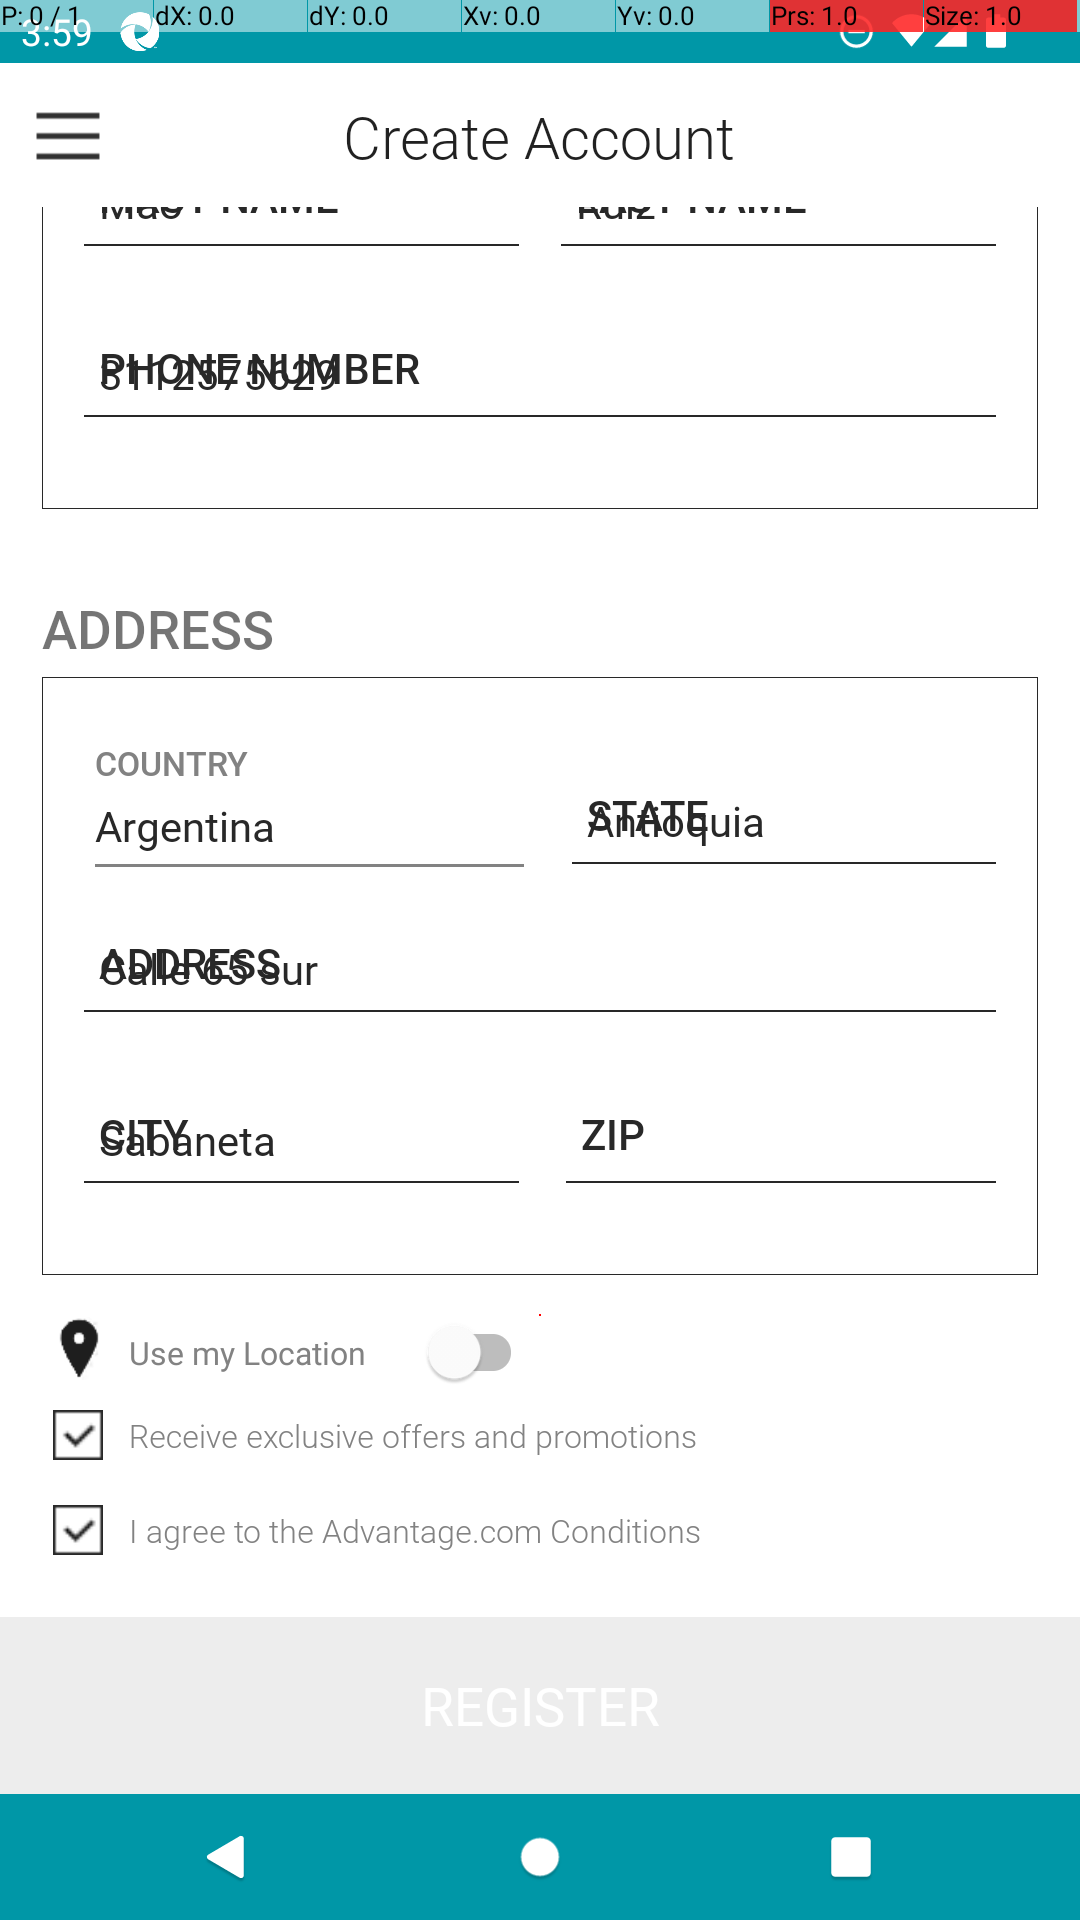 P: 0 / 1 dX: 0.0 dY: 0.0 Xv: 0.0 Yv: 0.0 Prs: 1.0 Size: 1.0
3:59
Create Account
NAME NAME
PHONE NUMBER
3112575629
ADDRESS
COUNTRY
Argentina
STATE
Antioquia
ADDRESS
Calle 65 sur
CITY
Sabaneta
ZIP
Use my Location
Receive exclusive offers and promotions
I agree to the Advantage.com Conditions
REGISTER